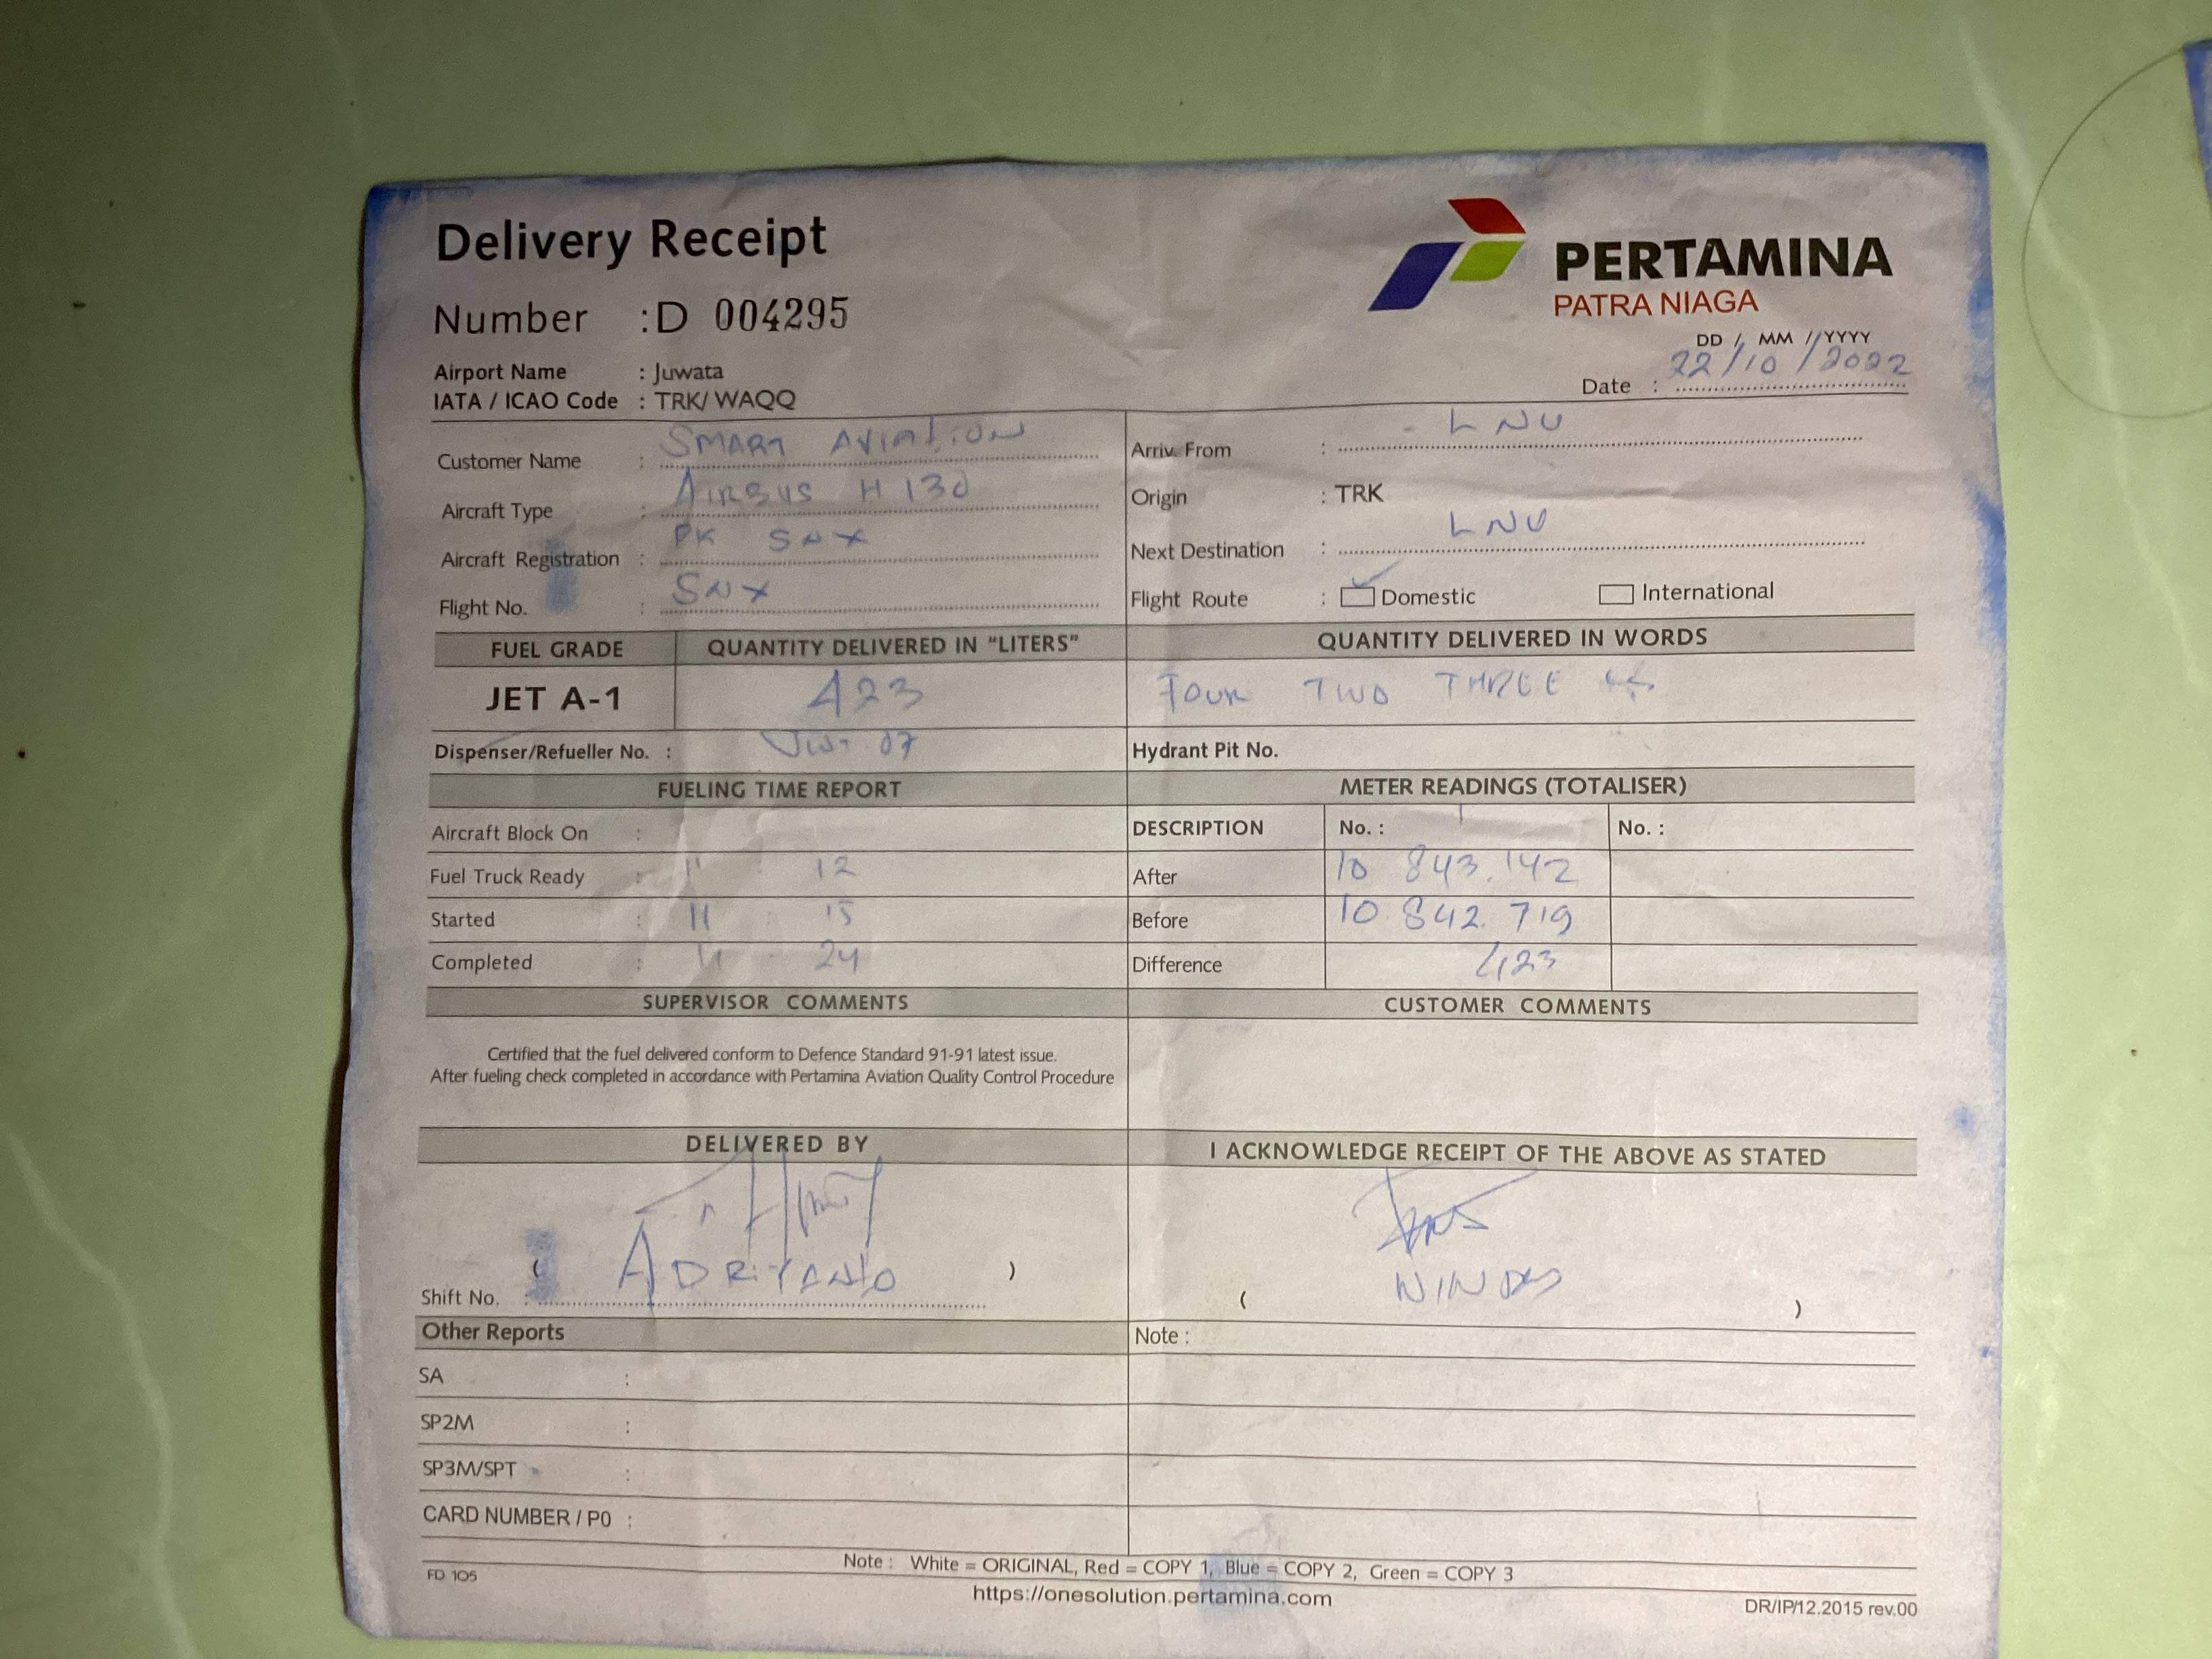 Delivery Receipt
PERTAMINA
PATRA NIAGA
Number : D 004295
DD / MM / YYYY
Date : 22/10/2022
Airport Name : Juwata
IATA / ICAO Code : TRK/ WAQQ
Customer Name : SMART AVIATION
Arriv From : LNU
Aircraft Type : AIRBUS H 130
Origin : TRK
Aircraft Registration : PK SNX
Next Destination : LNU
Flight No. : SNX
Flight Route : Domestic International
FUEL GRADE QUANTITY DELIVERED IN "LITERS" QUANTITY DELIVERED IN WORDS
JET A-1 423 FOUR TWO THREE
Dispenser/Refueller No. : 07 Hydrant Pit No.
FUELING TIME REPORT METER READINGS (TOTALISER)
Aircraft Block On : DESCRIPTION No. : No. :
Fuel Truck Ready : 11 12 After 10 843.142
Started : 11 : 15 Before 10.842.719
Completed : 11 24 Difference 423
SUPERVISOR COMMENTS CUSTOMER COMMENTS
Certified that the fuel delivered conform to Defence Standard 91-91 latest issue.
After fueling check completed in accordance with Pertamina Aviation Quality Control Procedure
DELIVERED BY I ACKNOWLEDGE RECEIPT OF THE ABOVE AS STATED
( ADRIYANTO )
Shift No. :
( )
Other Reports Note :
SA :
SP2M :
SP3M/SPT :
CARD NUMBER / P0 :
Note : White = ORIGINAL, Red = COPY 1, Blue = COPY 2, Green = COPY 3
FD 105
https://onesolution.pertamina.com
DR/IP/12.2015 rev.00